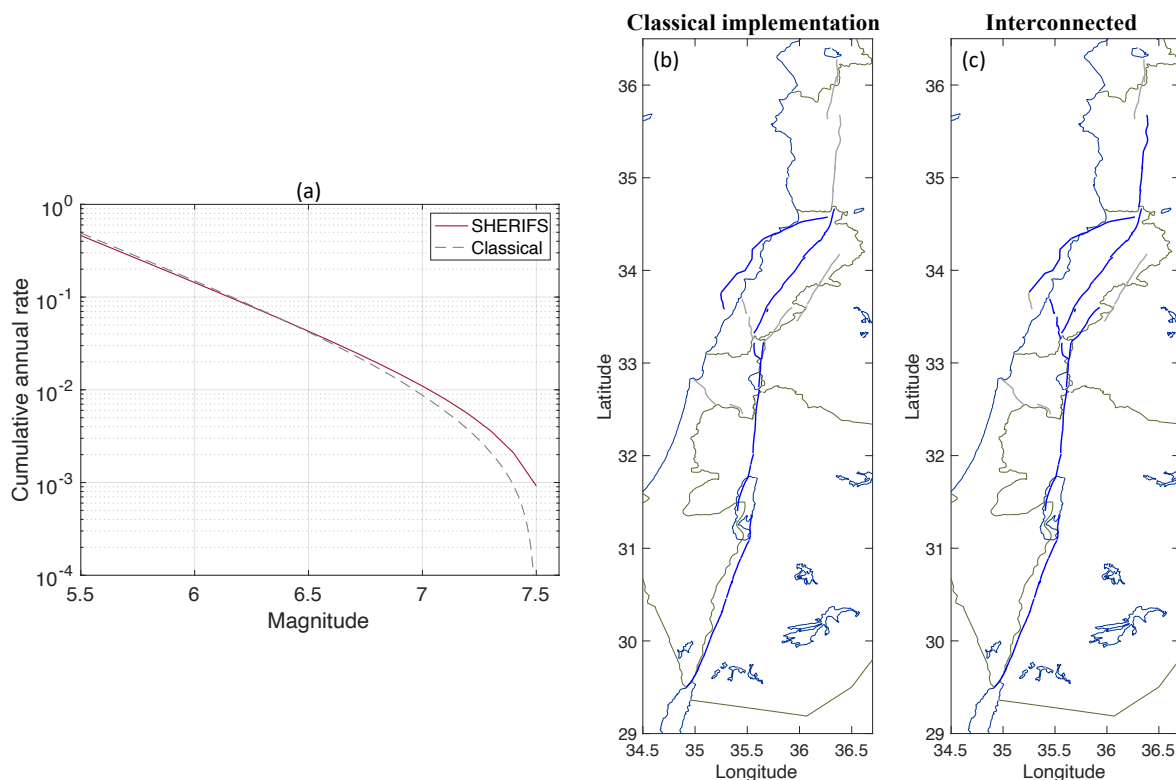 (a)
10^0
10^-1
10^-2
10^-3
10^-4
Cumulative annual rate
5.5 6 6.5 7 7.5
Magnitude
SHERIFS
Classical
Classical implementation
(b)
36
35
34
33
32
31
30
29
Latitude
34.5 35 35.5 36 36.5
Longitude
Interconnected
(c)
36
35
34
33
32
31
30
29
Latitude
34.5 35 35.5 36 36.5
Longitude